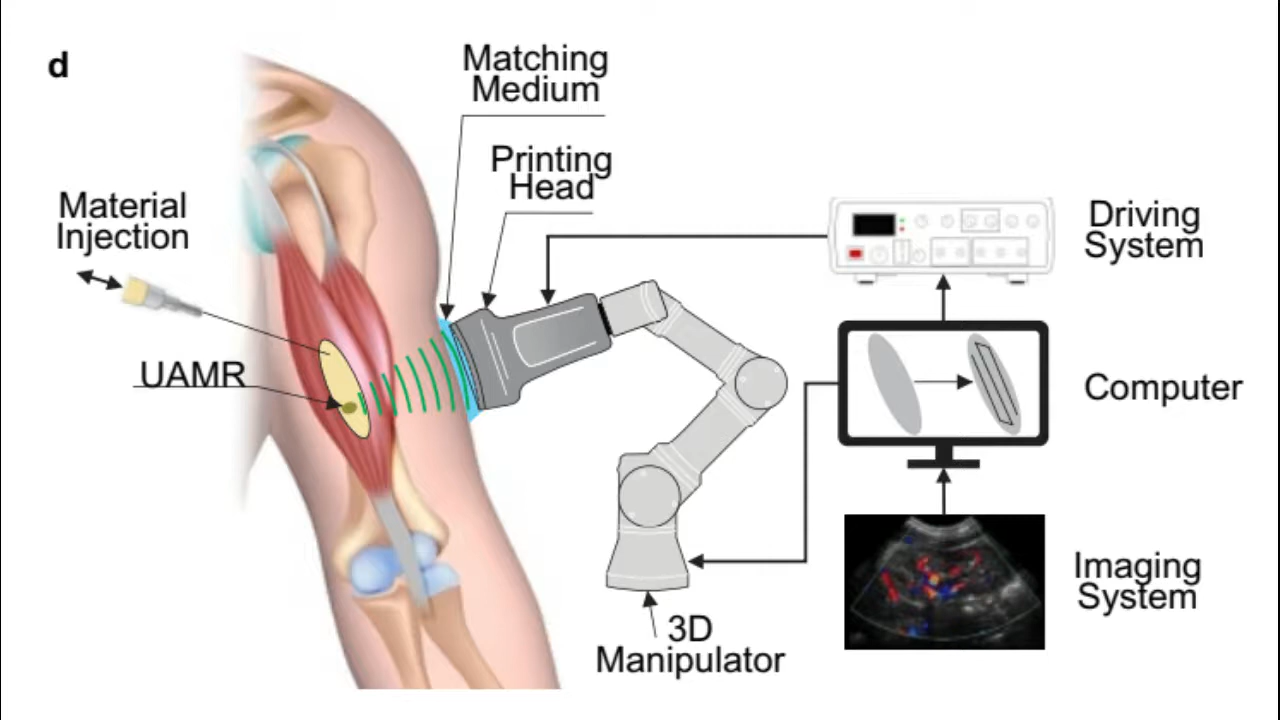 d
Matching
Medium
Printing
Head
Material
Injection
UAMR
Driving
System
Computer
Imaging
System
3D
Manipulator